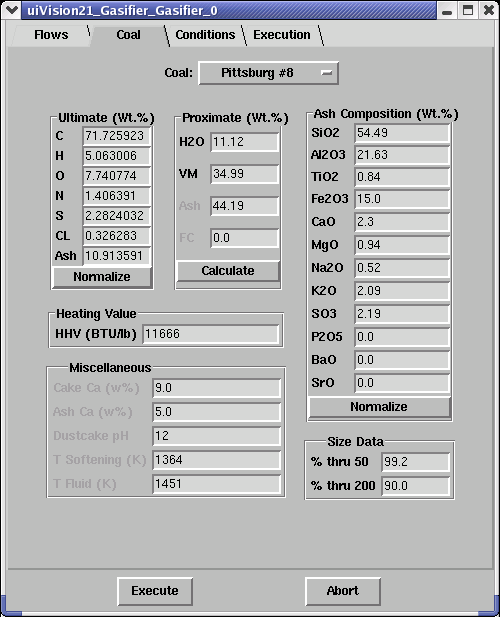 uiVision21_Gasifier_Gasifier_0
Flows Coal Conditions Execution
Coal: Pittsburg #8
Ultimate (Wt.%)
C 71.725923
H 5.063006
O 7.740774
N 1.406391
S 2.2824032
CL 0.326283
Ash 10.913591
Normalize
Proximate (Wt.%)
H2O 11.12
VM 34.99
Ash 44.19
FC 0.0
Calculate
Ash Composition (Wt.%)
SiO2 54.49
Al2O3 21.63
TiO2 0.84
Fe2O3 15.0
CaO 2.3
MgO 0.94
Na2O 0.52
K2O 2.09
SO3 2.19
P2O5 0.0
BaO 0.0
SrO 0.0
Normalize
Heating Value
HHV (BTU/lb) 11666
Miscellaneous
Cake Ca (w%) 9.0
Ash Ca (w%) 5.0
Dustcake pH 12
T Softening (K) 1364
T Fluid (K) 1451
Size Data
% thru 50 99.2
% thru 200 90.0
Execute Abort